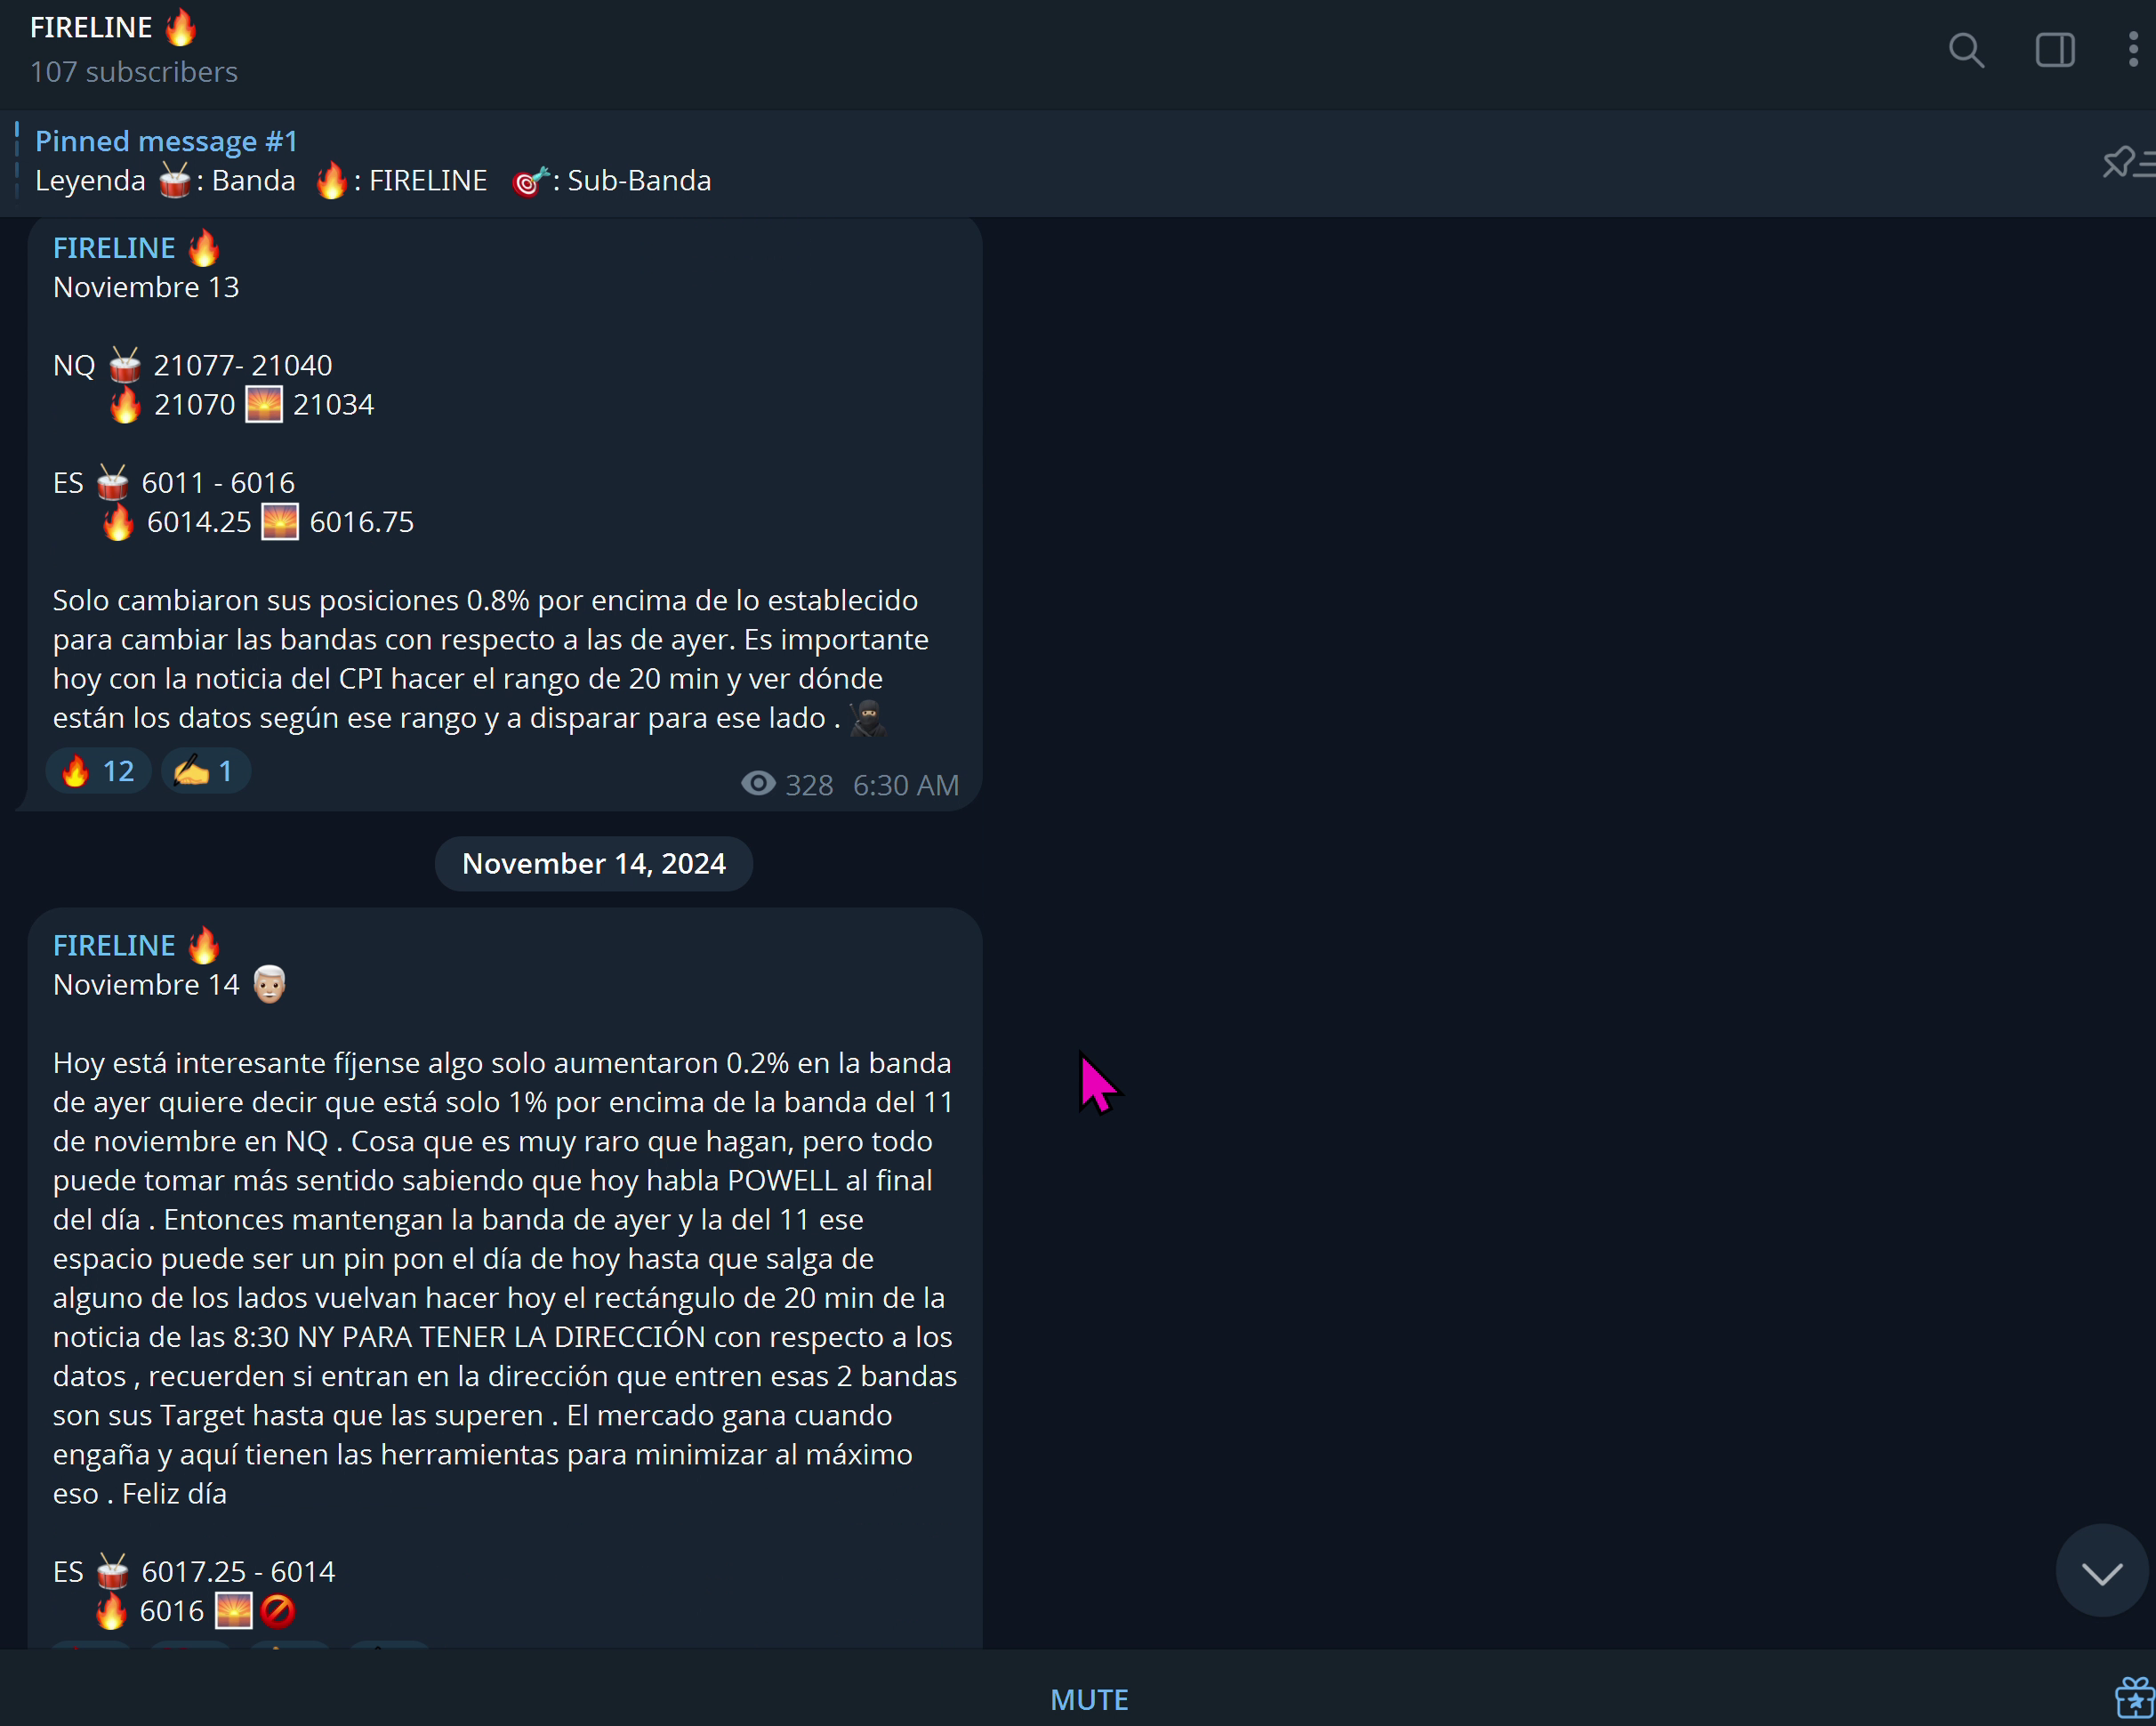 FIRELINE 🔥
107 subscribers
Pinned message #1
Leyenda 🥁: Banda 🔥: FIRELINE 🎯: Sub-Banda
FIRELINE 🔥
Noviembre 13
NQ 🥁 21077- 21040
🔥 21070 🌅 21034
ES 🥁 6011 - 6016
🔥 6014.25 🌅 6016.75
Solo cambiaron sus posiciones 0.8% por encima de lo establecido
para cambiar las bandas con respecto a las de ayer. Es importante
hoy con la noticia del CPI hacer el rango de 20 min y ver dónde
están los datos según ese rango y a disparar para ese lado . 🥷
🔥 12 ✍️ 1
328 6:30 AM
November 14, 2024
FIRELINE 🔥
Noviembre 14 👨🏼‍🦳
Hoy está interesante fíjense algo solo aumentaron 0.2% en la banda
de ayer quiere decir que está solo 1% por encima de la banda del 11
de noviembre en NQ . Cosa que es muy raro que hagan, pero todo
puede tomar más sentido sabiendo que hoy habla POWELL al final
del día . Entonces mantengan la banda de ayer y la del 11 ese
espacio puede ser un pin pon el día de hoy hasta que salga de
alguno de los lados vuelvan hacer hoy el rectángulo de 20 min de la
noticia de las 8:30 NY PARA TENER LA DIRECCIÓN con respecto a los
datos , recuerden si entran en la dirección que entren esas 2 bandas
son sus Target hasta que las superen . El mercado gana cuando
engaña y aquí tienen las herramientas para minimizar al máximo
eso . Feliz día
ES 🥁 6017.25 - 6014
🔥 6016 🌅🚫
MUTE